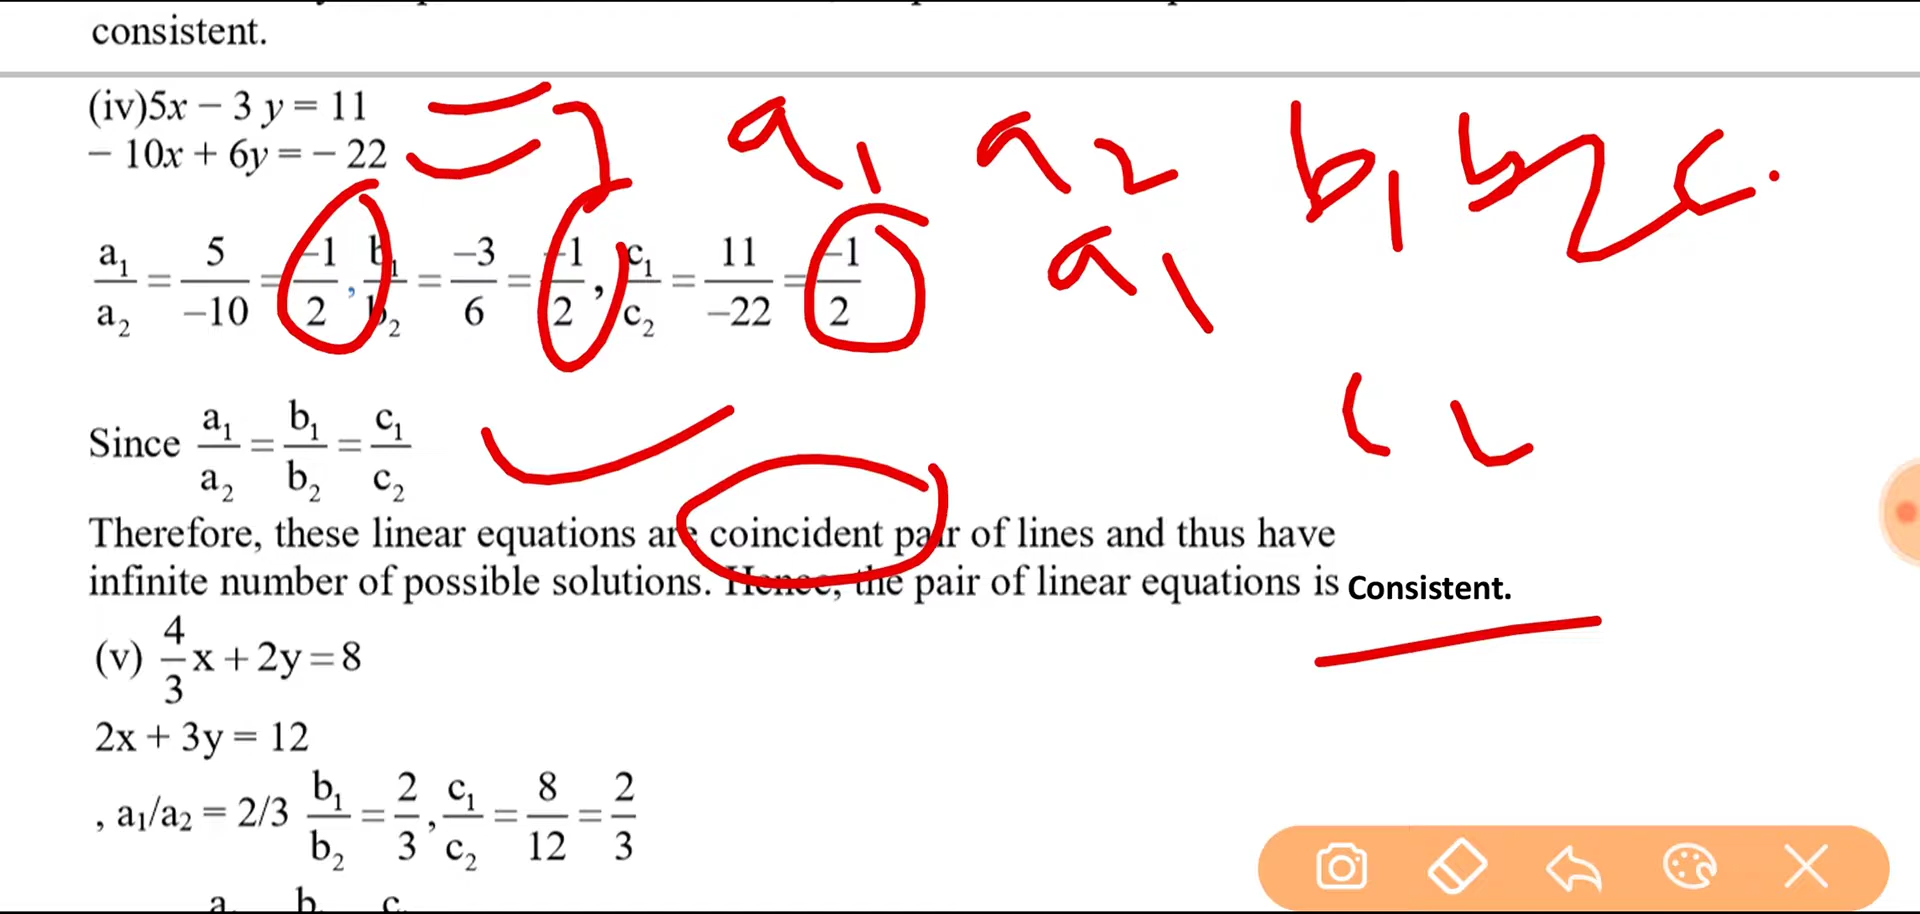 consistent.
(iv)5x – 3 y = 11
– 10x + 6y = – 22
a₁ a₂ b₁ b₂ c.
a₁/a₂ = 5/–10 = –1/2, b₁/b₂ = –3/6 = –1/2, c₁/c₂ = 11/–22 = –1/2
a₁
Since a₁/a₂ = b₁/b₂ = c₁/c₂
Therefore, these linear equations are coincident pair of lines and thus have
infinite number of possible solutions. Hence, the pair of linear equations is Consistent.
(v) 4/3 x + 2y = 8
2x + 3y = 12
, a₁/a₂ = 2/3 b₁/b₂ = 2/3, c₁/c₂ = 8/12 = 2/3
a b c